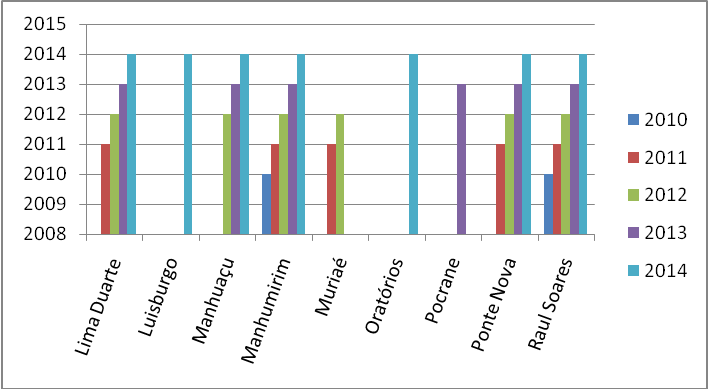 2015
2014
2013
2012
2011
2010
2009
2008
Lima Duarte
Luisburgo
Manhuaçu
Manhumirim
Muriaé
Oratórios
Pocrane
Ponte Nova
Raul Soares
2010
2011
2012
2013
2014